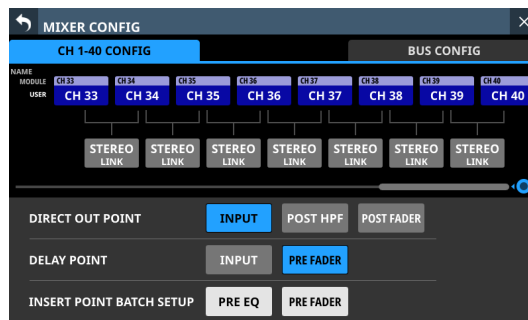 MIXER CONFIG
CH 1-40 CONFIG BUS CONFIG
NAME
MODULE CH 33 CH 34 CH 35 CH 36 CH 37 CH 38 CH 39 CH 40
USER CH 33 CH 34 CH 35 CH 36 CH 37 CH 38 CH 39 CH 40
STEREO STEREO STEREO STEREO STEREO STEREO STEREO
LINK LINK LINK LINK LINK LINK LINK
DIRECT OUT POINT INPUT POST HPF POST FADER
DELAY POINT INPUT PRE FADER
INSERT POINT BATCH SETUP PRE EQ PRE FADER